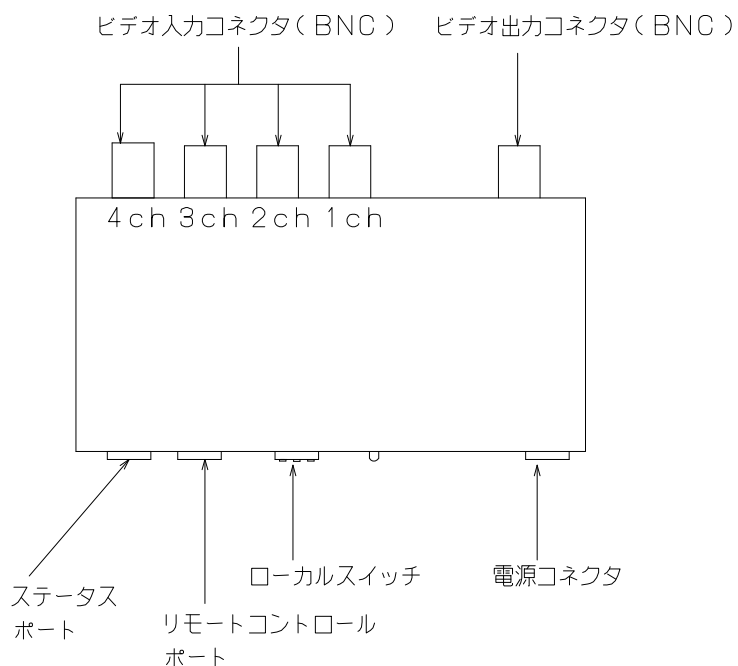 ビデオ入力コネクタ(BNC)
ビデオ出力コネクタ(BNC)
4ch 3ch 2ch 1ch
ローカルスイッチ
電源コネクタ
ステータス
ポート
リモートコントロール
ポート